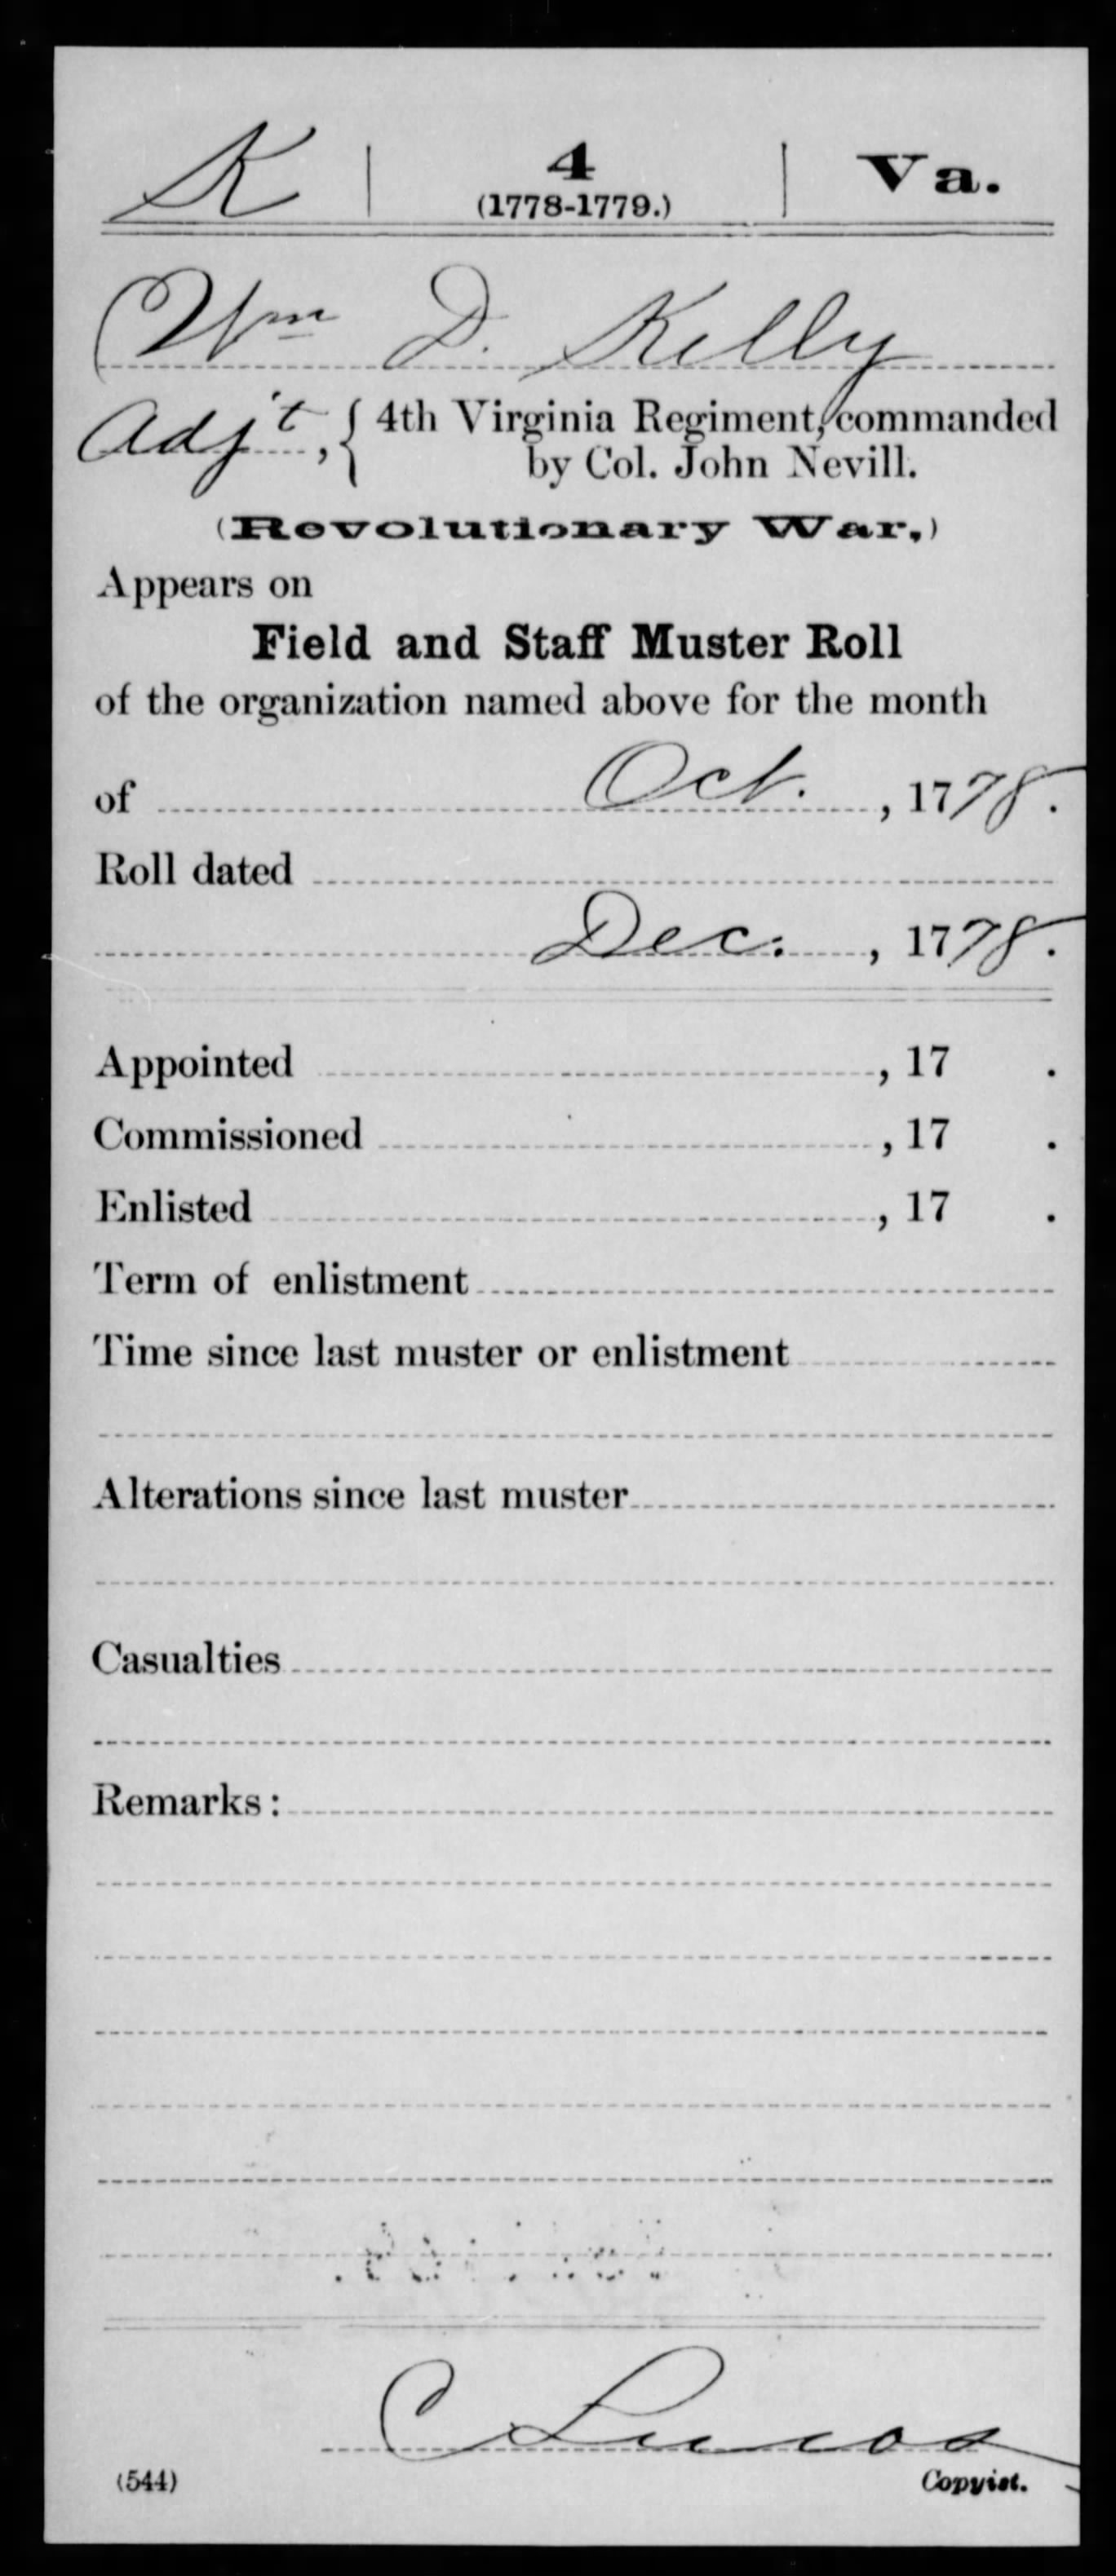 K | 4 | Va.
(1778-1779.)
Wm D. Kelly
Adj't, { 4th Virginia Regiment, commanded
by Col. John Nevill.
(Revolutionary War.)
Appears on
Field and Staff Muster Roll
of the organization named above for the month
of Oct. , 1778.
Roll dated
Dec. , 1778.
Appointed , 17 .
Commissioned , 17 .
Enlisted , 17 .
Term of enlistment
Time since last muster or enlistment
Alterations since last muster
Casualties
Remarks:
C Lucas
(544) Copyist.